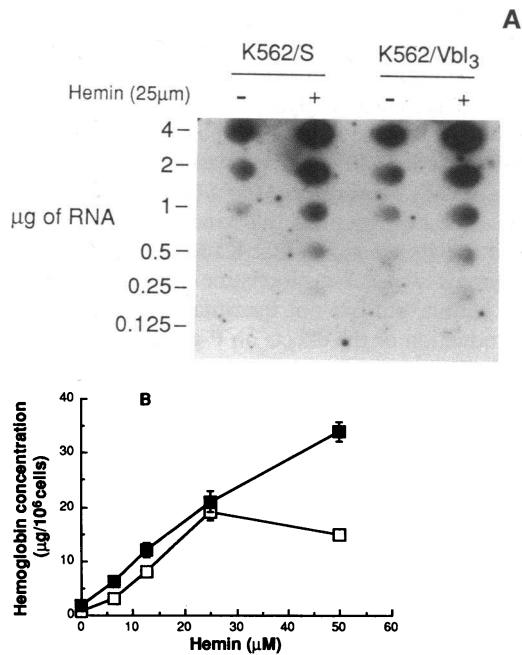 A
K562/S K562/VbI3
Hemin (25μm) - + - +
4
2
1
μg of RNA
0.5
0.25
0.125
B
40
30
20
10
0
Hemoglobin concentration
(μg/10⁶cells)
0 10 20 30 40 50 60
Hemin (μM)